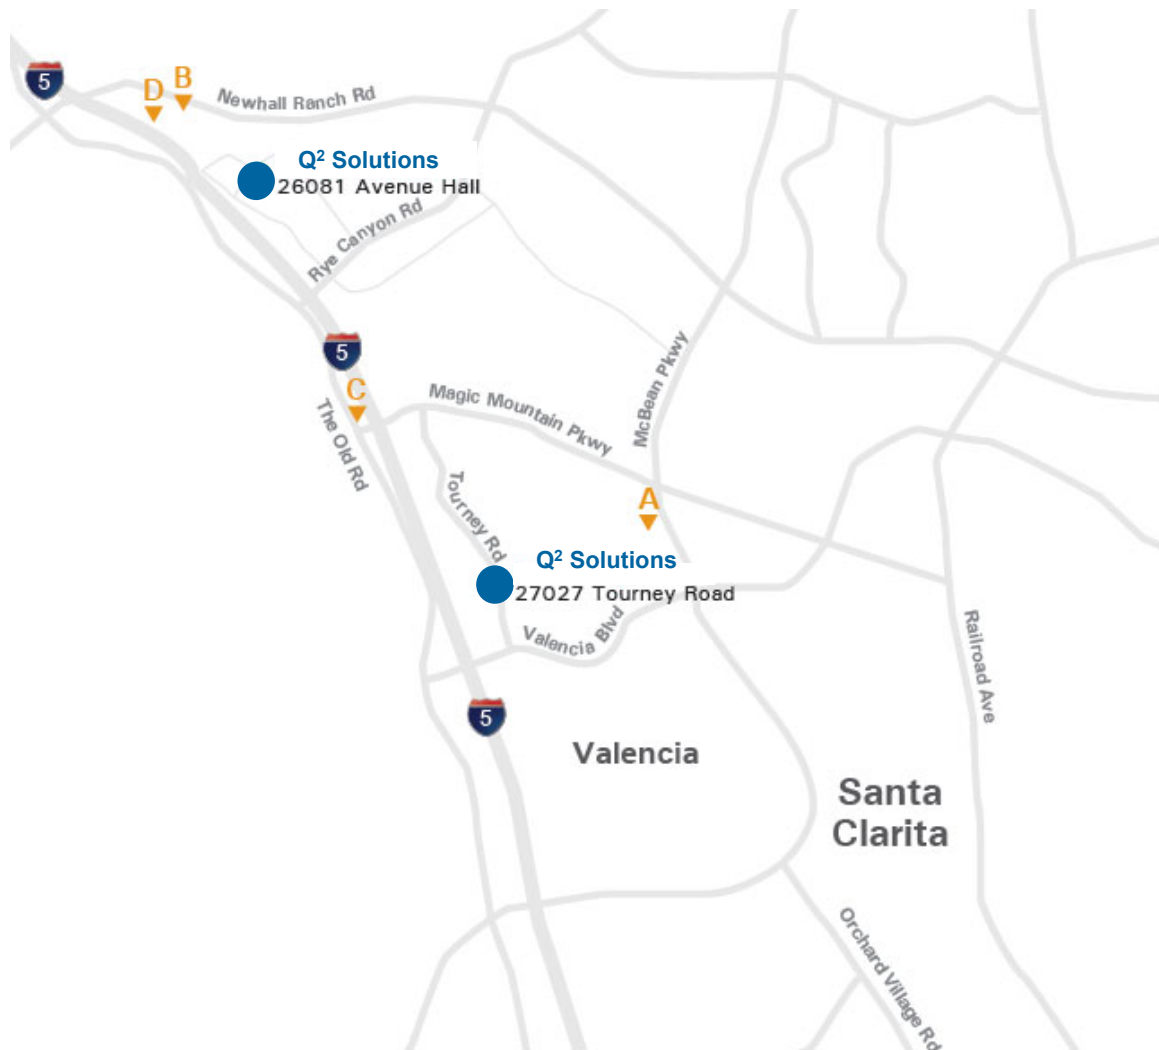 5
D
B
Newhall Ranch Rd
Q² Solutions
26081 Avenue Hall
Rye Canyon Rd
5
C
The Old Rd
Magic Mountain Pkwy
McBean Pkwy
Tourney Rd
A
Q² Solutions
27027 Tourney Road
Valencia Blvd
Railroad Ave
5
Valencia
Santa
Clarita
Orchard Village Rd